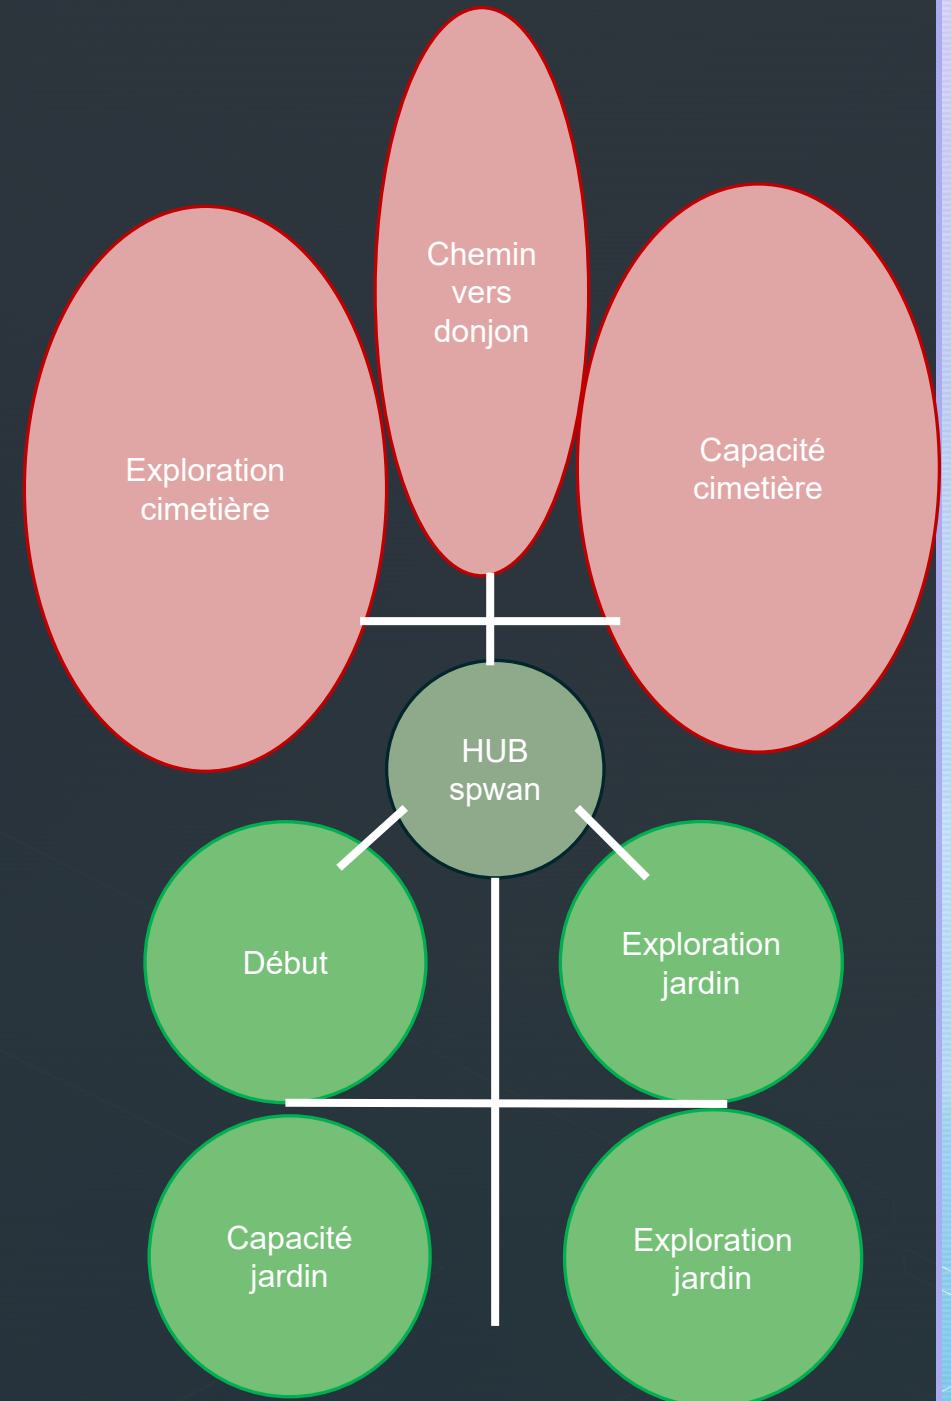 Chemin
vers
donjon
Exploration
cimetière
Capacité
cimetière
HUB
spwan
Début
Exploration
jardin
Capacité
jardin
Exploration
jardin